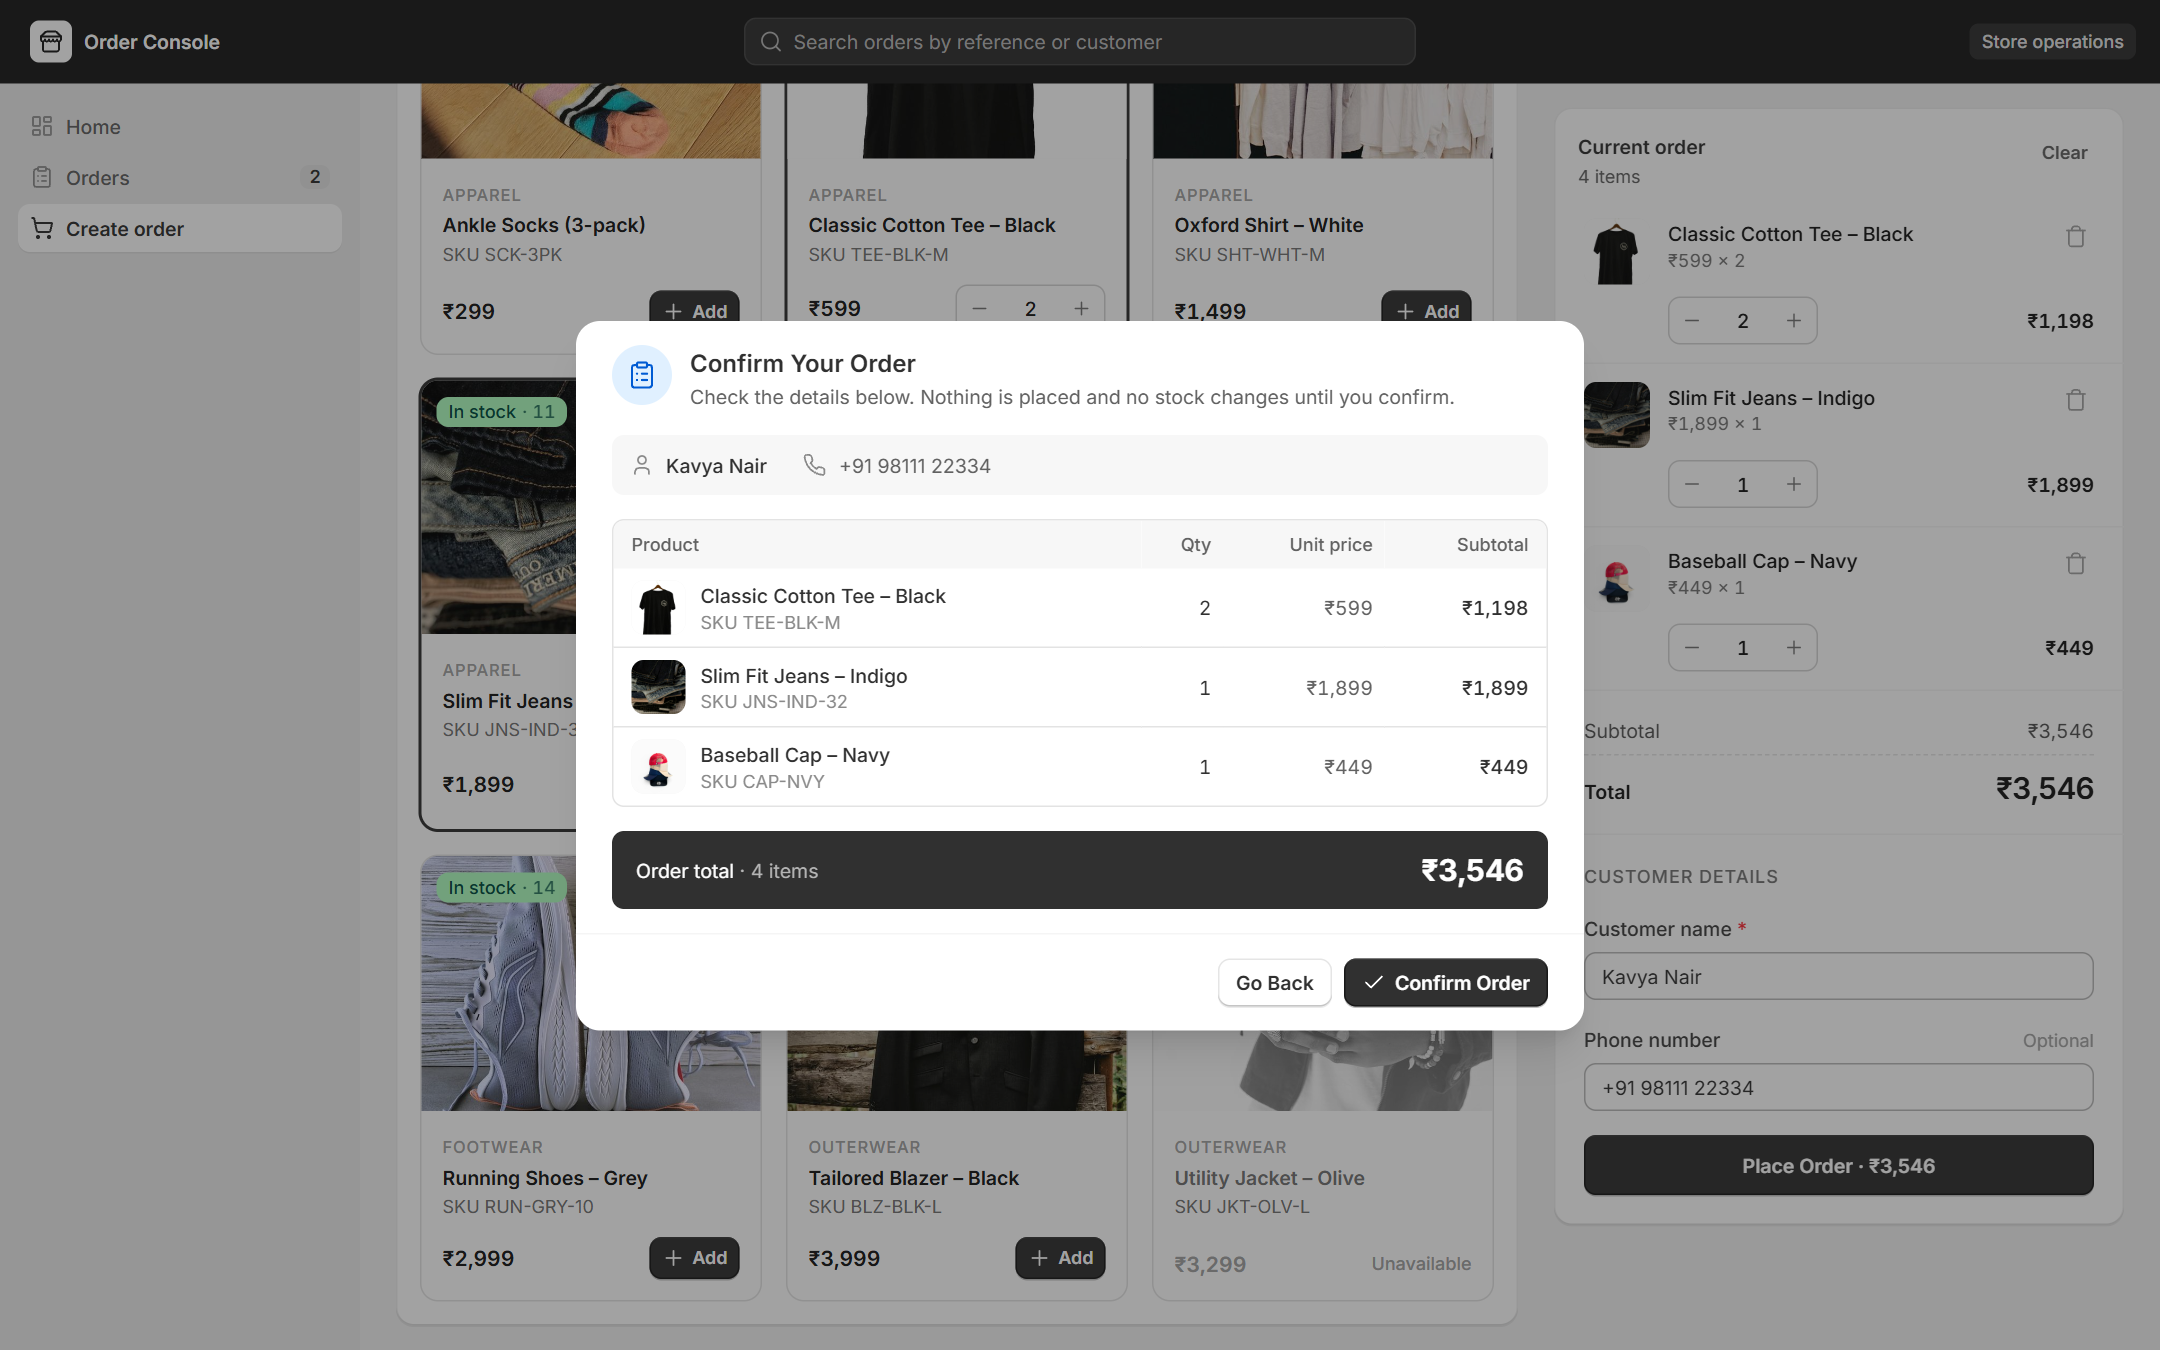 Order Console
Search orders by reference or customer
Store operations
Home
Orders 2
Create order
APPAREL
Ankle Socks (3-pack)
SKU SCK-3PK
₹299
Add
APPAREL
Classic Cotton Tee – Black
SKU TEE-BLK-M
₹599
2
APPAREL
Oxford Shirt – White
SKU SHT-WHT-M
₹1,499
Add
In stock · 11
APPAREL
Slim Fit Jeans
SKU JNS-IND-3
₹1,899
In stock · 14
FOOTWEAR
Running Shoes – Grey
SKU RUN-GRY-10
₹2,999
Add
OUTERWEAR
Tailored Blazer – Black
SKU BLZ-BLK-L
₹3,999
Add
OUTERWEAR
Utility Jacket – Olive
SKU JKT-OLV-L
₹3,299
Unavailable
Confirm Your Order
Check the details below. Nothing is placed and no stock changes until you confirm.
Kavya Nair +91 98111 22334
Product Qty Unit price Subtotal
Classic Cotton Tee – Black
SKU TEE-BLK-M
2 ₹599 ₹1,198
Slim Fit Jeans – Indigo
SKU JNS-IND-32
1 ₹1,899 ₹1,899
Baseball Cap – Navy
SKU CAP-NVY
1 ₹449 ₹449
Order total · 4 items ₹3,546
Go Back
Confirm Order
Current order
4 items
Clear
Classic Cotton Tee – Black
₹599 × 2
2
₹1,198
Slim Fit Jeans – Indigo
₹1,899 × 1
1
₹1,899
Baseball Cap – Navy
₹449 × 1
1
₹449
Subtotal ₹3,546
Total ₹3,546
CUSTOMER DETAILS
Customer name *
Kavya Nair
Phone number Optional
+91 98111 22334
Place Order · ₹3,546